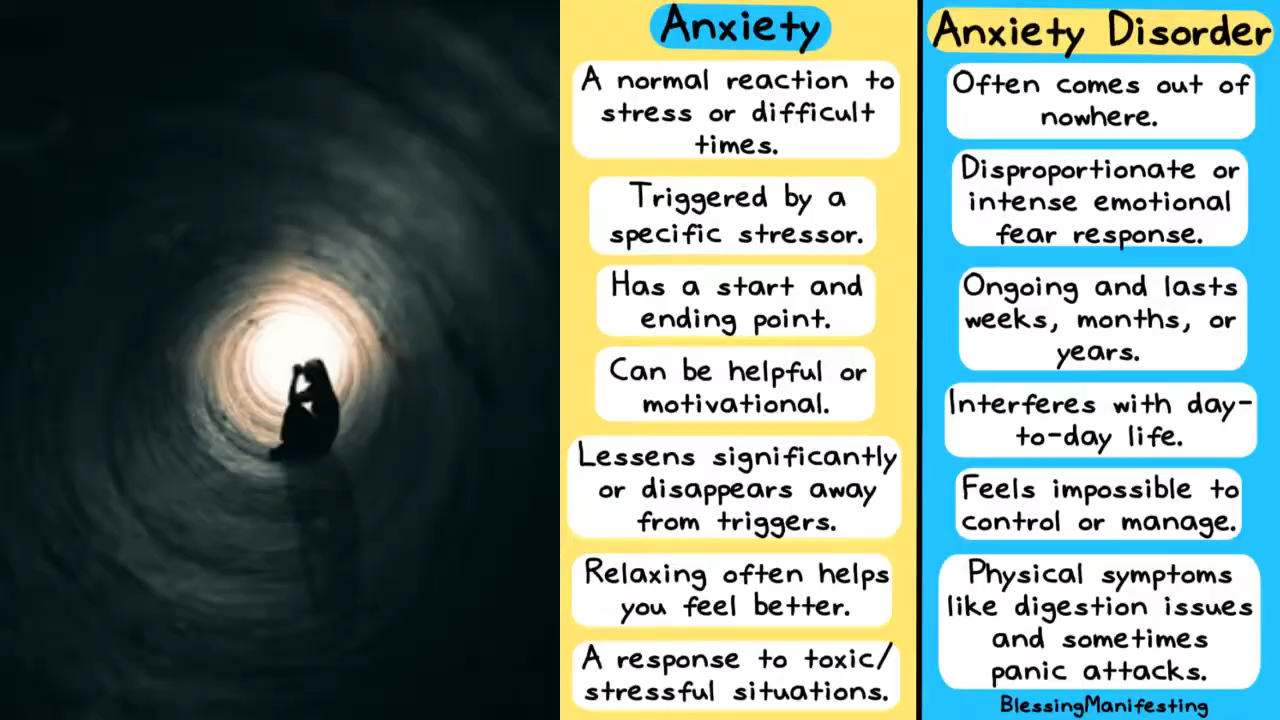 Anxiety
A normal reaction to
stress or difficult
times.
Triggered by a
specific stressor.
Has a start and
ending point.
Can be helpful or
motivational.
Lessens significantly
or disappears away
from triggers.
Relaxing often helps
you feel better.
A response to toxic/
stressful situations.
Anxiety Disorder
Often comes out of
nowhere.
Disproportionate or
intense emotional
fear response.
Ongoing and lasts
weeks, months, or
years.
Interferes with day-
to-day life.
Feels impossible to
control or manage.
Physical symptoms
like digestion issues
and sometimes
panic attacks.
BlessingManifesting